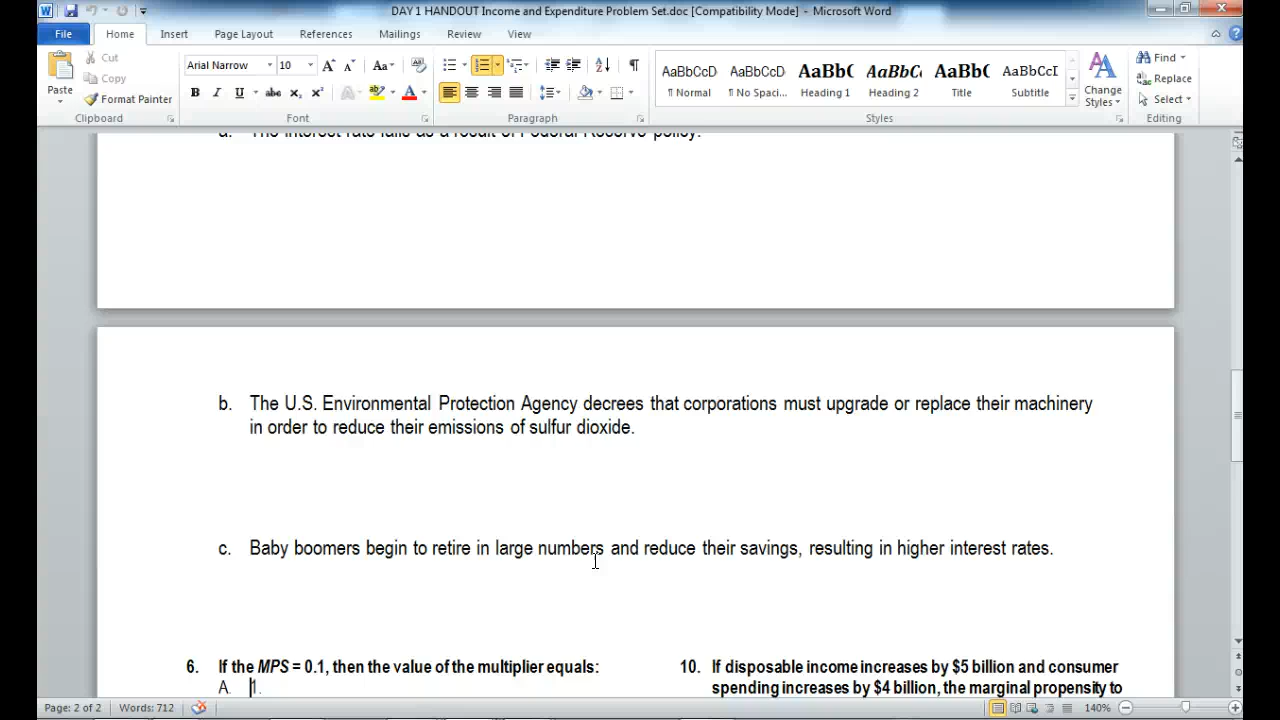 DAY 1 HANDOUT Income and Expenditure Problem Set.doc [Compatibility Mode] - Microsoft Word
File Home Insert Page Layout References Mailings Review View
Cut
Copy
Paste
Format Painter
Clipboard
Arial Narrow 10
B I U abc
Font
Paragraph
AaBbCcD AaBbCcD AaBb( AaBbC AaBb( AaBbCcI
¶ Normal ¶ No Spaci... Heading 1 Heading 2 Title Subtitle
Change Styles
Styles
Find
Replace
Select
Editing
a. The interest rate falls as a result of Federal Reserve policy.
b. The U.S. Environmental Protection Agency decrees that corporations must upgrade or replace their machinery
in order to reduce their emissions of sulfur dioxide.
c. Baby boomers begin to retire in large numbers and reduce their savings, resulting in higher interest rates.
6. If the MPS = 0.1, then the value of the multiplier equals:
A. 1.
10. If disposable income increases by $5 billion and consumer
spending increases by $4 billion, the marginal propensity to
Page: 2 of 2 Words: 712 140%